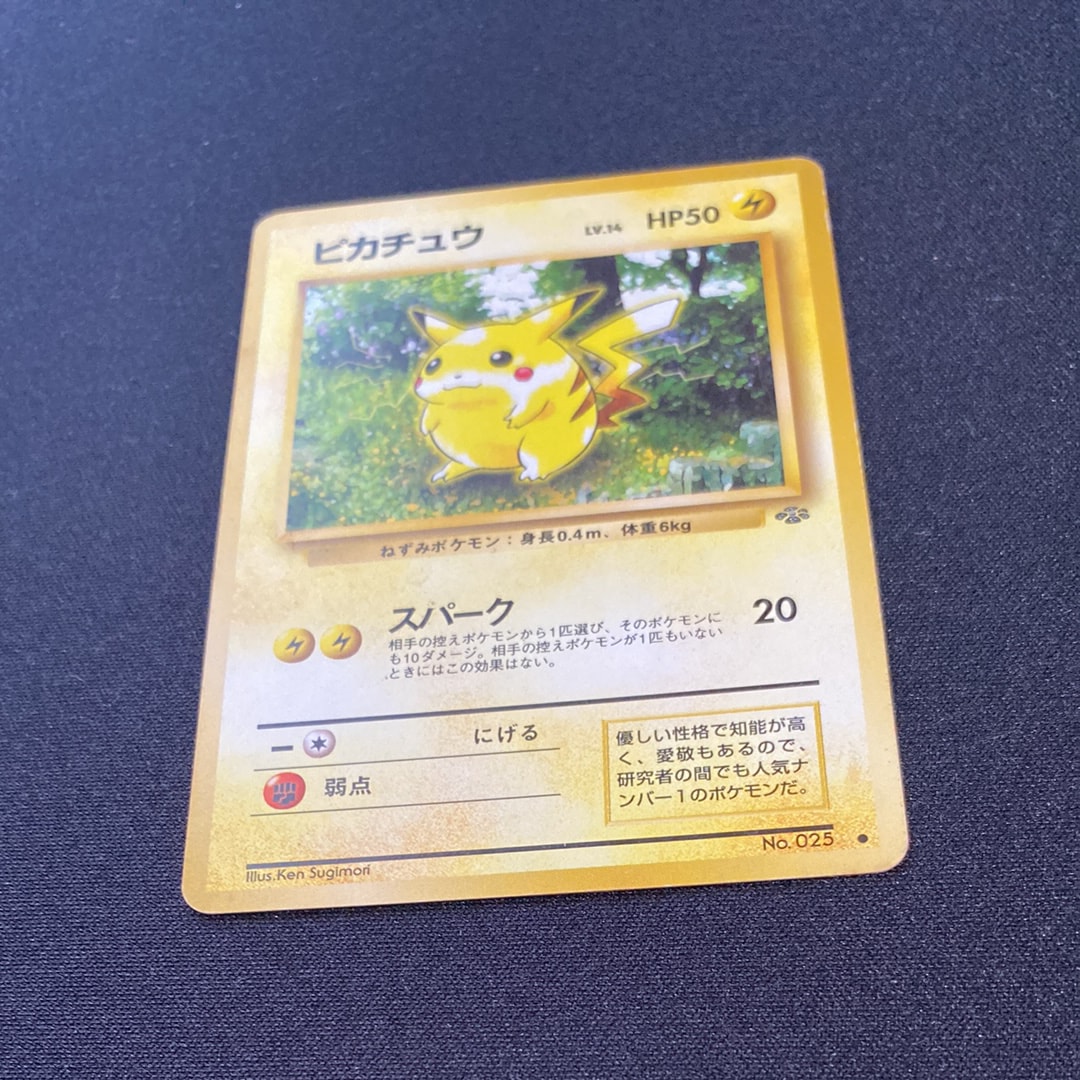 ピカチュウ LV.14 HP50
ねずみポケモン：身長0.4m、体重6kg
スパーク 20
相手の控えポケモンから1匹選び、そのポケモンに
も10ダメージ。相手の控えポケモンが1匹もいない
ときにはこの効果はない。
にげる
弱点
優しい性格で知能が高
く、愛敬もあるので、
研究者の間でも人気ナ
ンバー1のポケモンだ。
Illus.Ken Sugimori No. 025